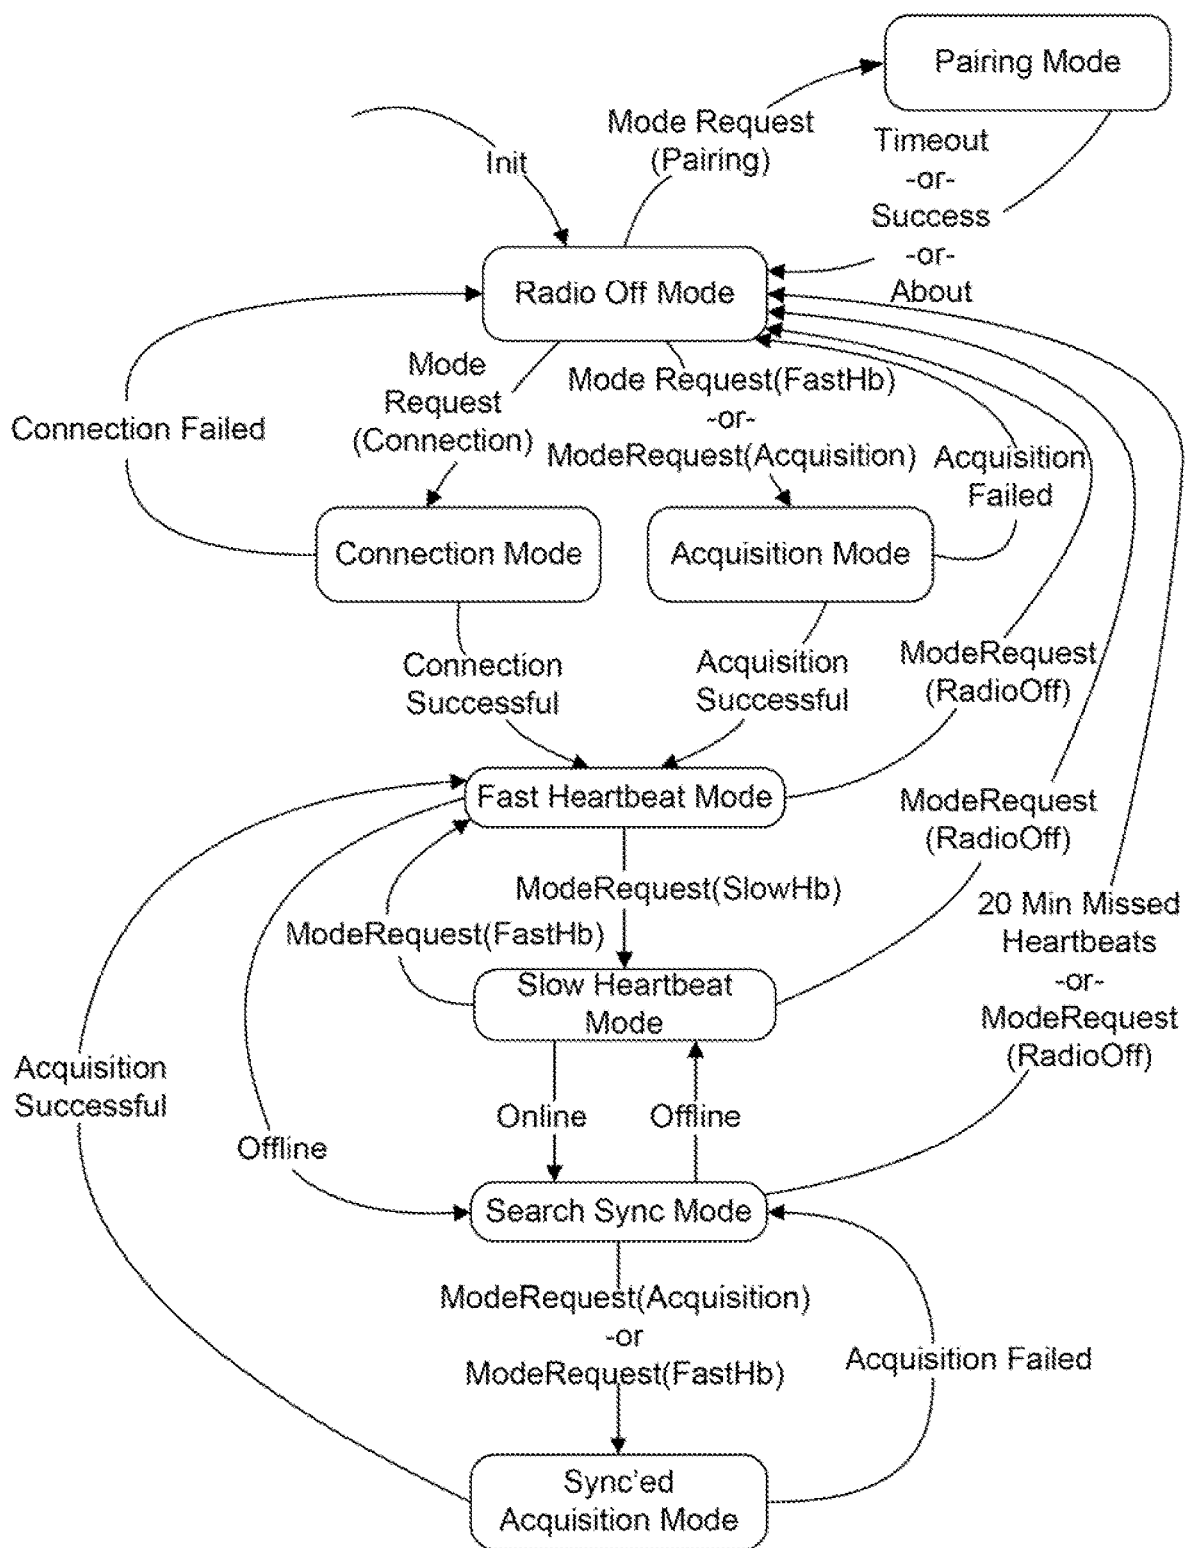 Pairing Mode
Mode Request
(Pairing)
Timeout
-or-
Success
-or-
About
Init
Radio Off Mode
Mode
Request
(Connection)
Mode Request(FastHb)
-or-
ModeRequest(Acquisition)
Connection Failed
Acquisition
Failed
Connection Mode
Acquisition Mode
Connection
Successful
Acquisition
Successful
ModeRequest
(RadioOff)
Fast Heartbeat Mode
ModeRequest
(RadioOff)
ModeRequest(SlowHb)
ModeRequest(FastHb)
20 Min Missed
Heartbeats
-or-
ModeRequest
(RadioOff)
Slow Heartbeat
Mode
Acquisition
Successful
Online
Offline
Offline
Search Sync Mode
ModeRequest(Acquisition)
-or
ModeRequest(FastHb)
Acquisition Failed
Sync'ed
Acquisition Mode